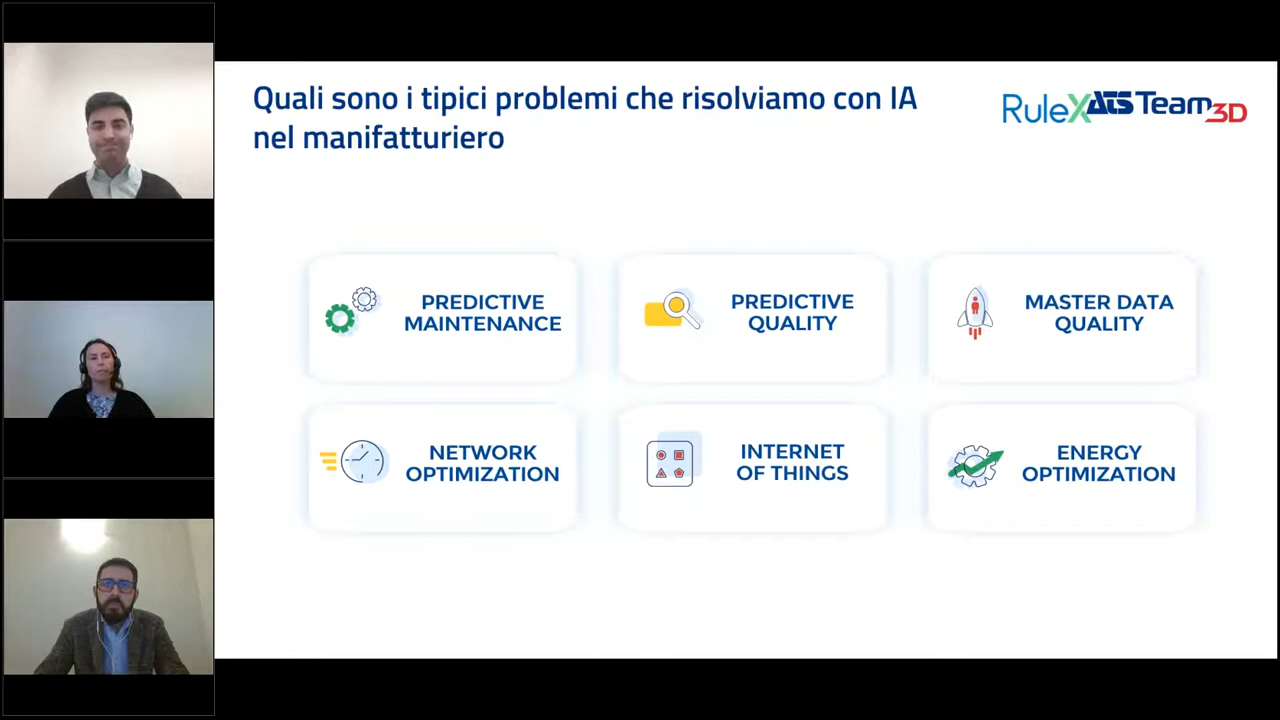 Quali sono i tipici problemi che risolviamo con IA
nel manifatturiero
RuleX ATS Team3D
PREDICTIVE
MAINTENANCE
PREDICTIVE
QUALITY
MASTER DATA
QUALITY
NETWORK
OPTIMIZATION
INTERNET
OF THINGS
ENERGY
OPTIMIZATION